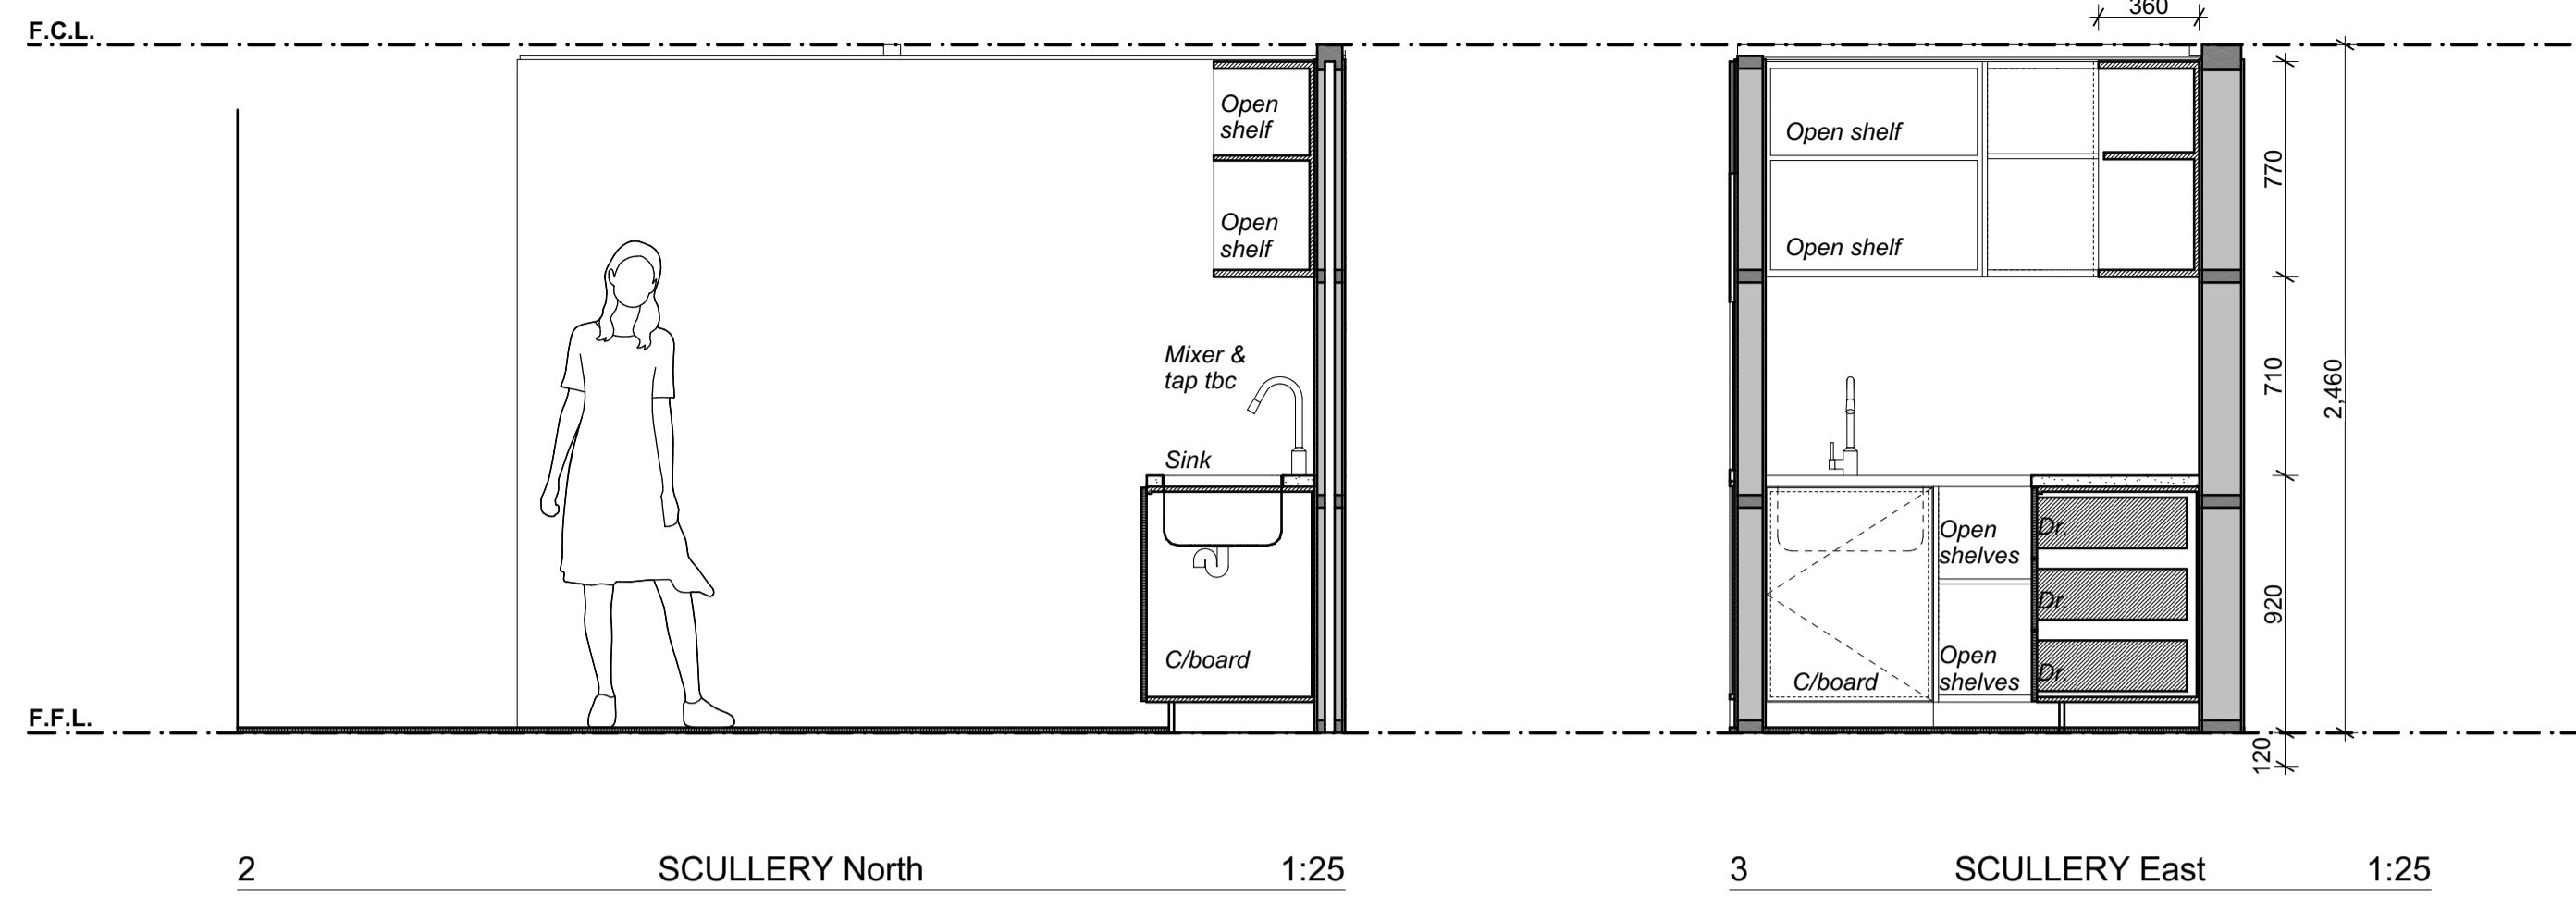 F.C.L.
360
Open
shelf
Open
shelf
Mixer &
tap tbc
Sink
C/board
F.F.L.
2 SCULLERY North 1:25
Open shelf
Open shelf
Open
shelves
Open
shelves
C/board
Dr.
Dr.
Dr.
770
710
920
120
2,460
3 SCULLERY East 1:25